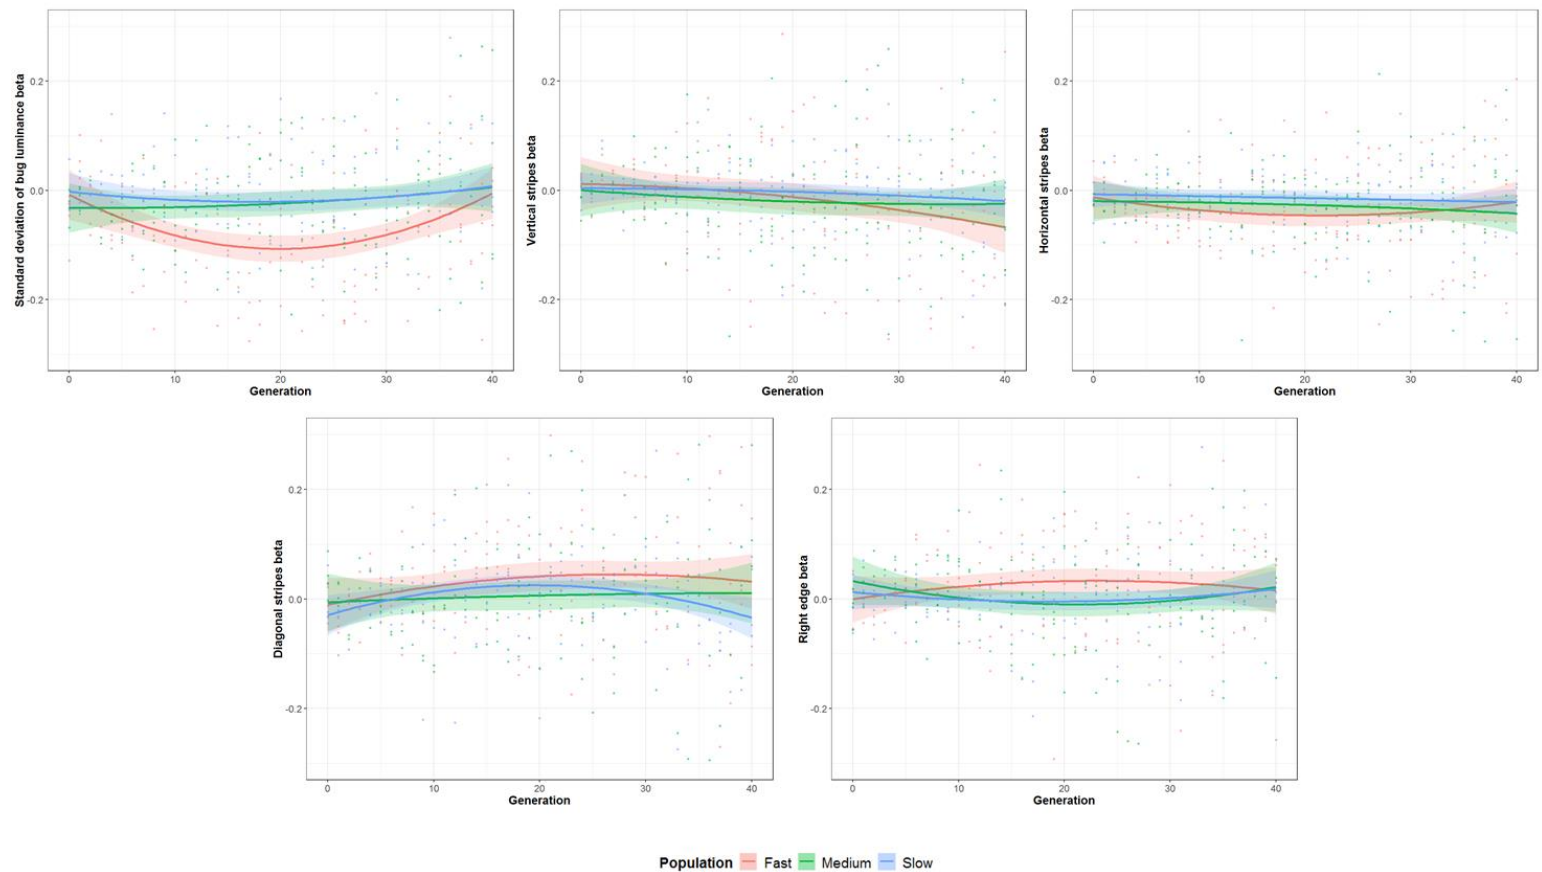 Standard deviation of bug luminance beta
0.2
0.0
-0.2
0 10 20 30 40
Generation
Vertical stripes beta
0.2
0.0
-0.2
0 10 20 30 40
Generation
Horizontal stripes beta
0.2
0.0
-0.2
0 10 20 30 40
Generation
Diagonal stripes beta
0.2
0.0
-0.2
0 10 20 30 40
Generation
Right edge beta
0.2
0.0
-0.2
0 10 20 30 40
Generation
Population Fast Medium Slow